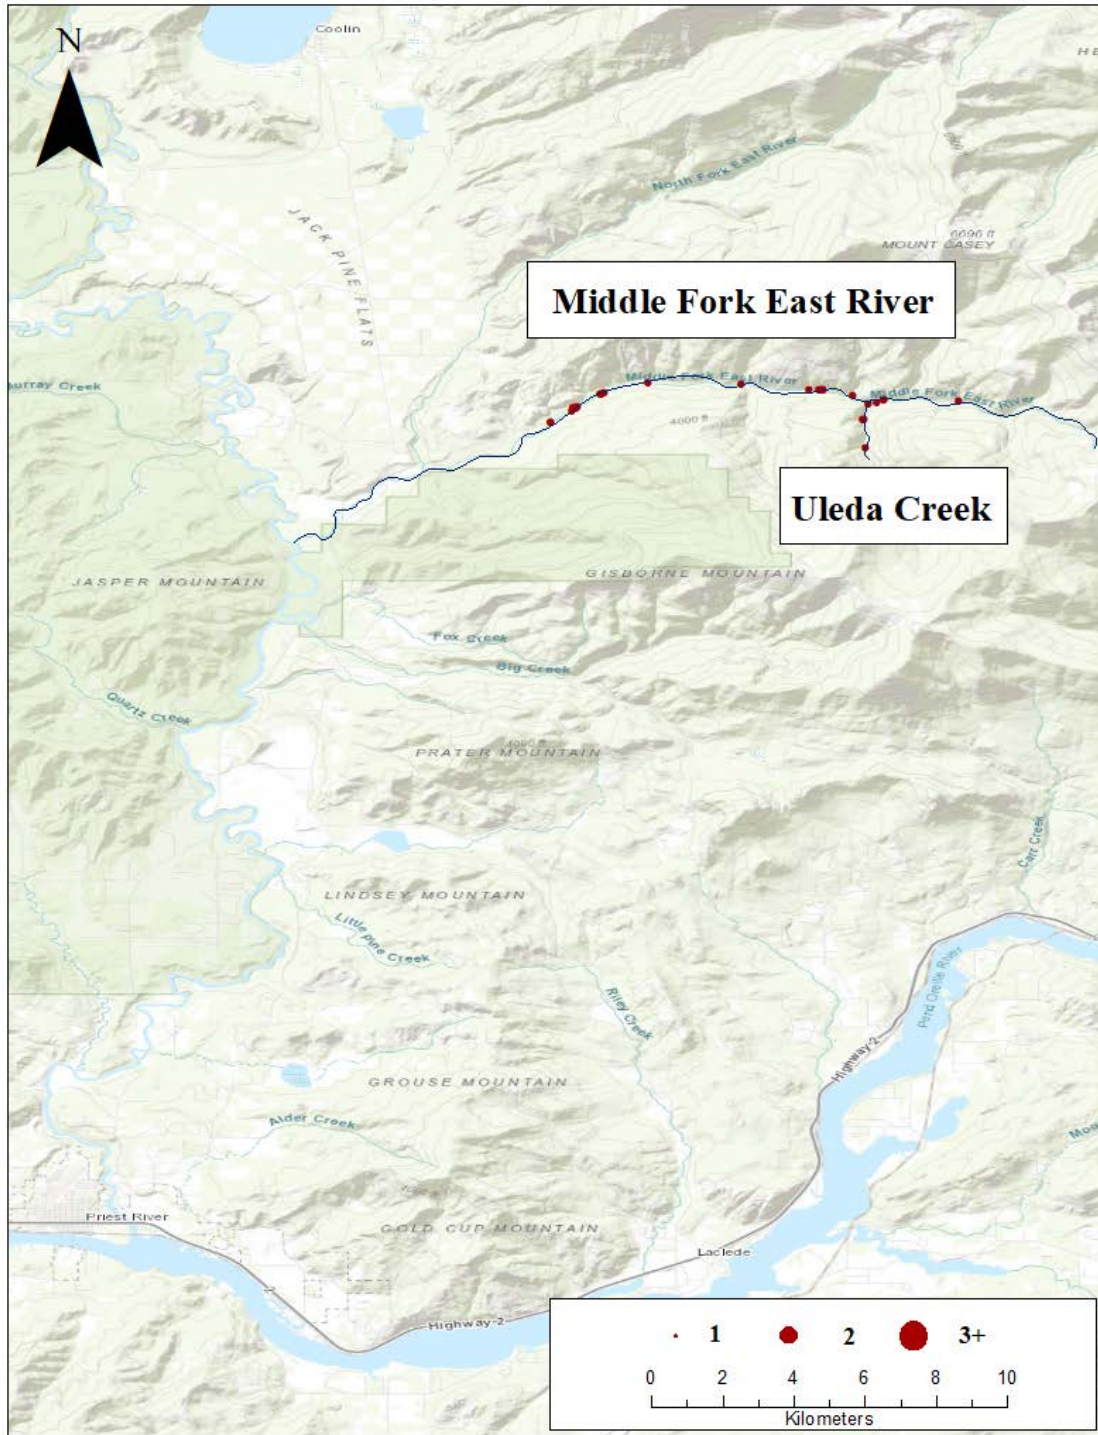 Coolin
N
North Fork East River
JACK PINE FLATS
6696 ft
MOUNT CASEY
Middle Fork East River
Middle Fork East River
Middle Fork East River
4000 ft
Uleda Creek
JASPER MOUNTAIN
GISBORNE MOUNTAIN
Fox Creek
Big Creek
Quartz Creek
PRATER MOUNTAIN
Carr Creek
LINDSEY MOUNTAIN
Little pine Creek
Riley Creek
Pend Oreille River
Highway 2
GROUSE MOUNTAIN
Alder Creek
Priest River
GOLD CUP MOUNTAIN
Laclede
Highway 2
1 2 3+
0 2 4 6 8 10
Kilometers